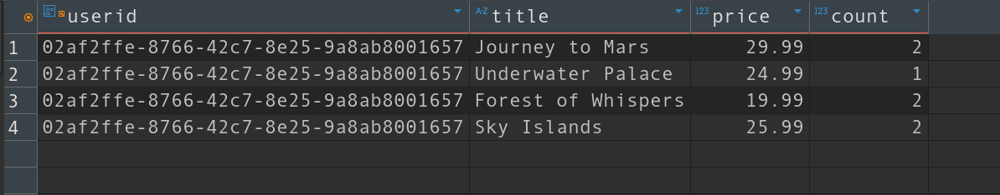 userid A-Z title 123 price 123 count
1 02af2ffe-8766-42c7-8e25-9a8ab8001657 Journey to Mars 29.99 2
2 02af2ffe-8766-42c7-8e25-9a8ab8001657 Underwater Palace 24.99 1
3 02af2ffe-8766-42c7-8e25-9a8ab8001657 Forest of Whispers 19.99 2
4 02af2ffe-8766-42c7-8e25-9a8ab8001657 Sky Islands 25.99 2